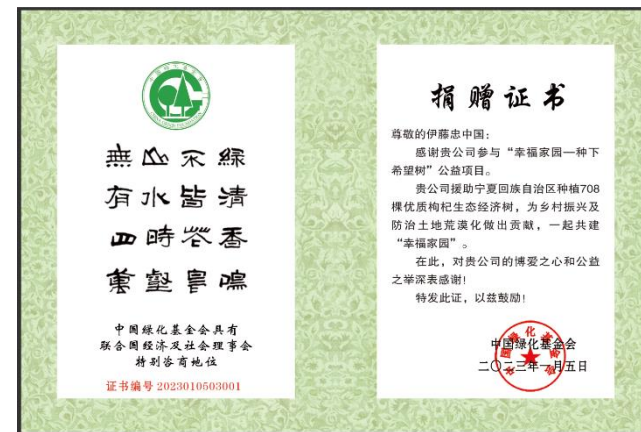 無山不綠
有水皆清
四時花香
萬壑鳥鳴
中国緑化基金会具有
联合国经济及社会理事会
特别咨商地位
证书编号 2023010503001
捐赠证书
尊敬的伊藤忠中国:
感谢贵公司参与“幸福家园—种下
希望树”公益项目。
贵公司援助宁夏回族自治区种植708
棵优质枸杞生态经济树,为乡村振兴及
防治土地荒漠化做出贡献,一起共建
“幸福家园”。
在此,对贵公司的博爱之心和公益
之举深表感谢!
特发此证,以兹鼓励!
中国绿化基金会
二〇二三年一月五日
中国绿化基金会